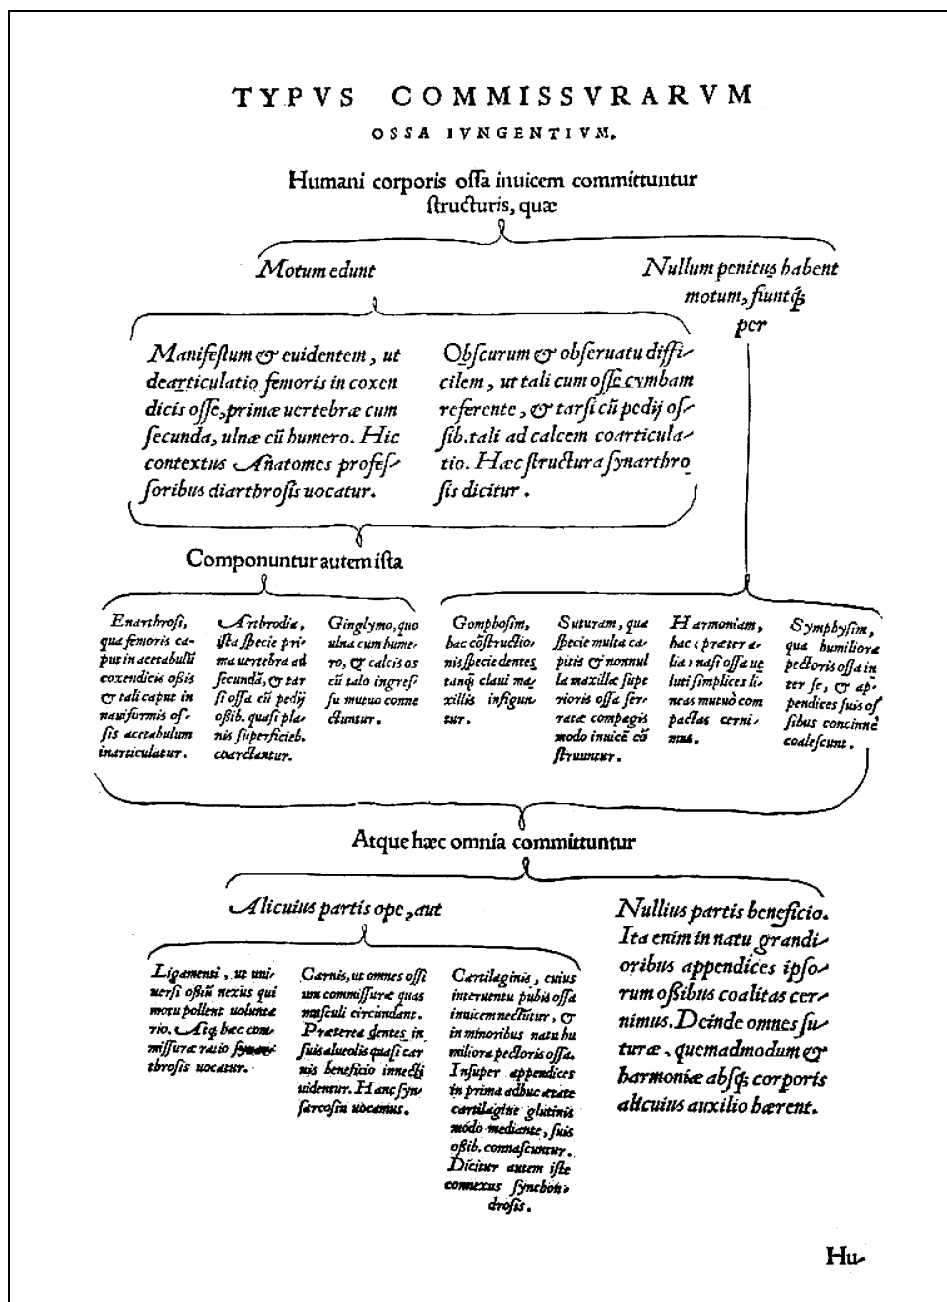 TYPVS COMMISSVRARVM
OSSA IVNGENTIVM.
Humani corporis oſſa inuicem committuntur
ſtructuris, quæ
Motum edunt
Nullum penitus habent
motum, fiuntq́;
per
Manifeſtum & euidentem, ut
dearticulatio femoris in coxen
dicis oſſe, primæ uertebræ cum
ſecunda, ulnæ cū humero. Hic
contextus Anatomes profeſ-
ſoribus diarthroſis uocatur.
Obſcurum & obſeruatu diffi-
cilem, ut tali cum oſſe cymbam
referente, & tarſi cū pedij oſ-
ſib. tali ad calcem coarticula-
tio. Hæc ſtructura ſynarthro
ſis dicitur.
Componuntur autem iſta
Enarthroſi,
qua femoris ca-
put in acetabulū
coxendicis oßis
& tali caput in
nauiformis oſ-
ſis acetabulum
inarticulatur.
Arthrodia,
iſta ſpecie pri-
ma uertebra ad
ſecundā, & tar
ſi oſſa cū pedij
oßib. quaſi pla-
nis ſuperficieb.
coarctantur.
Ginglymo, quo
ulna cum hume-
ro, & calcis os
cū talo ingreſ-
ſu mutuo conne
ctuntur.
Gomphoſim,
hac cōſtructio-
nis ſpecie dentes
tanq̄ claui ma-
xillis infigun-
tur.
Suturam, qua
ſpecie multa ca-
pitis & nonnul
la maxillæ ſupe
rioris oſſa ſer-
ratæ compagis
modo inuicē cō
ſtruuntur.
Harmoniam,
hac præter a-
lia naſi oſſa ue
luti ſimplices li-
neas mutuò com
pactas cerni-
mus.
Symphyſim,
qua humiliora
pectoris oſſa in
ter ſe, & ap-
pendices ſuis oſ
ſibus concinnè
coaleſcunt.
Atque hæc omnia committuntur
Alicuius partis ope, aut
Nullius partis beneficio.
Ita enim in natu grandi-
oribus appendices ipſo-
rum oßibus coalitas cer-
nimus. Deinde omnes ſu-
turæ, quemadmodum &
harmoniæ abſq; corporis
alicuius auxilio hærent.
Ligamenti, ut uni-
uerſi oßiū nexus qui
motu pollent uolunta
rio. Atq; hæc com-
miſſuræ ratio ſyneu-
throſis uocatur.
Carnis, ut omnes oſſi
um commiſſuræ quas
muſculi circundant.
Præterea dentes in
ſuis alueolis quaſi car
nis beneficio innecti
uidentur. Hanc ſyſ-
ſarcoſin uocamus.
Cartilaginis, cuius
interuentu pubis oſſa
inuicem nectūtur, &
in minoribus natu hu
miliora pectoris oſſa.
Inſuper appendices
in prima adhuc ætate
cartilagine glutinis
modo mediante, ſuis
oßib. connaſcuntur.
Dicitur autem iſte
connexus ſynchon-
droſis.
Hu-